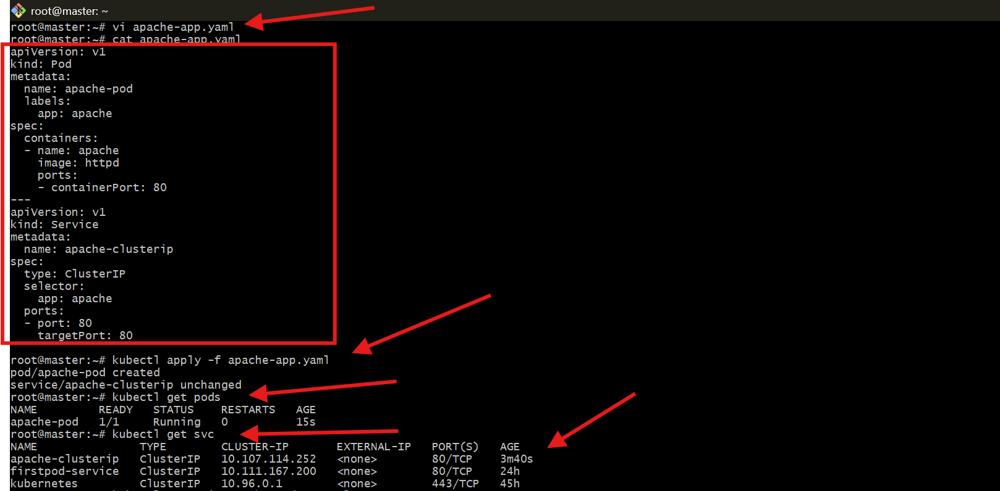 root@master: ~
root@master:~# vi apache-app.yaml
root@master:~# cat apache-app.yaml
apiVersion: v1
kind: Pod
metadata:
  name: apache-pod
  labels:
    app: apache
spec:
  containers:
  - name: apache
    image: httpd
    ports:
    - containerPort: 80
---
apiVersion: v1
kind: Service
metadata:
  name: apache-clusterip
spec:
  type: ClusterIP
  selector:
    app: apache
  ports:
  - port: 80
    targetPort: 80
root@master:~# kubectl apply -f apache-app.yaml
pod/apache-pod created
service/apache-clusterip unchanged
root@master:~# kubectl get pods
NAME         READY   STATUS    RESTARTS   AGE
apache-pod   1/1     Running   0          15s
root@master:~# kubectl get svc
NAME               TYPE        CLUSTER-IP       EXTERNAL-IP   PORT(S)   AGE
apache-clusterip   ClusterIP   10.107.114.252   <none>        80/TCP    3m40s
firstpod-service   ClusterIP   10.111.167.200   <none>        80/TCP    24h
kubernetes         ClusterIP   10.96.0.1        <none>        443/TCP   45h